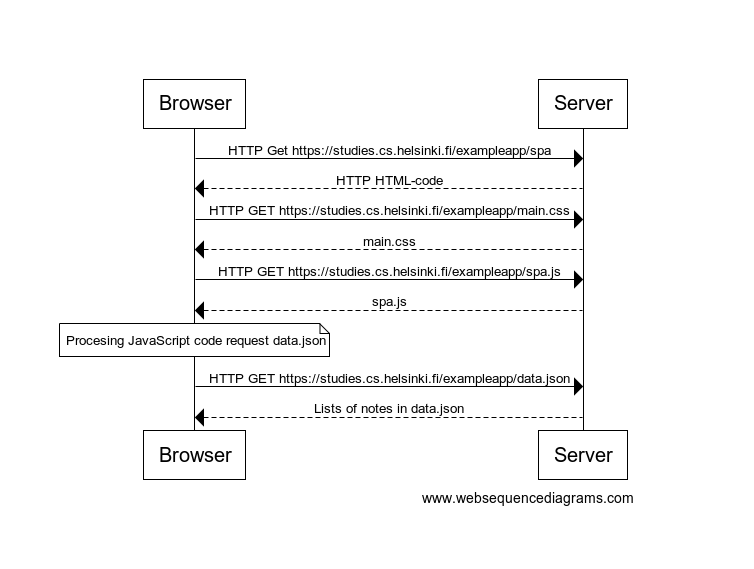 Browser
Server
HTTP Get https://studies.cs.helsinki.fi/exampleapp/spa
HTTP HTML-code
HTTP GET https://studies.cs.helsinki.fi/exampleapp/main.css
main.css
HTTP GET https://studies.cs.helsinki.fi/exampleapp/spa.js
spa.js
Procesing JavaScript code request data.json
HTTP GET https://studies.cs.helsinki.fi/exampleapp/data.json
Lists of notes in data.json
Browser
Server
www.websequencediagrams.com